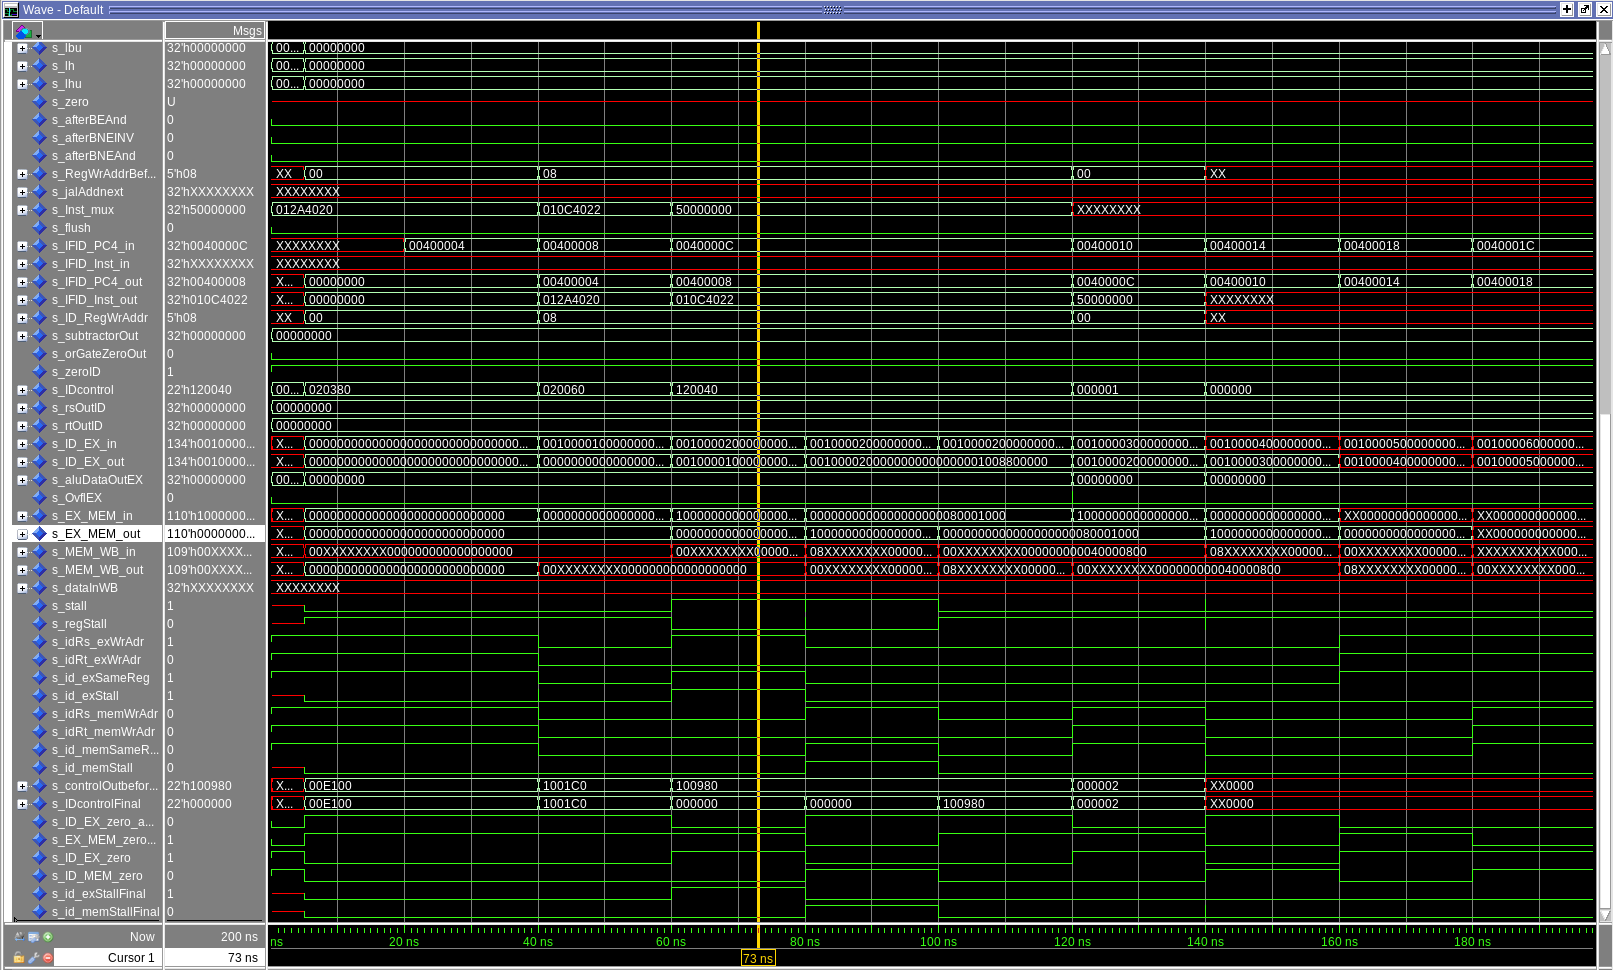 Wave - Default
Msgs
s_lbu 32'h00000000 00... 00000000
s_lh 32'h00000000 00... 00000000
s_lhu 32'h00000000 00... 00000000
s_zero U
s_afterBEAnd 0
s_afterBNEINV 0
s_afterBNEAnd 0
s_RegWrAddrBef... 5'h08 XX 00 08 00 XX
s_jalAddnext 32'hXXXXXXXX XXXXXXXX
s_Inst_mux 32'h50000000 012A4020 010C4022 50000000 XXXXXXXX
s_flush 0
s_IFID_PC4_in 32'h0040000C XXXXXXXX 00400004 00400008 0040000C 00400010 00400014 00400018 0040001C
s_IFID_Inst_in 32'hXXXXXXXX XXXXXXXX
s_IFID_PC4_out 32'h00400008 X... 00000000 00400004 00400008 0040000C 00400010 00400014 00400018
s_IFID_Inst_out 32'h010C4022 X... 00000000 012A4020 010C4022 50000000 XXXXXXXX
s_ID_RegWrAddr 5'h08 XX 00 08 00 XX
s_subtractorOut 32'h00000000 00000000
s_orGateZeroOut 0
s_zeroID 1
s_IDcontrol 22'h120040 00... 020380 020060 120040 000001 000000
s_rsOutID 32'h00000000 00000000
s_rtOutID 32'h00000000 00000000
s_ID_EX_in 134'h0010000... X... 0000000000000000000000000000000... 0010000100000000... 0010000200000000... 0010000200000000... 0010000200000000... 0010000300000000... 0010000400000000... 0010000500000000... 00100006000000...
s_ID_EX_out 134'h0010000... X... 0000000000000000000000000000000... 0000000000000000... 0010000100000000... 0010000200000000000000001008800000 0010000200000000... 0010000300000000... 0010000400000000... 00100005000000...
s_aluDataOutEX 32'h00000000 00... 00000000 00000000 00000000
s_OvflEX 0
s_EX_MEM_in 110'h1000000... X... 0000000000000000000000000000 0000000000000000... 1000000000000000... 0000000000000000000080001000 1000000000000000... 0000000000000000... XX00000000000000... XX000000000000...
s_EX_MEM_out 110'h0000000... X... 0000000000000000000000000000 0000000000000000... 1000000000000000... 0000000000000000000080001000 1000000000000000... 0000000000000000... XX000000000000...
s_MEM_WB_in 109'h00XXXX... X... 00XXXXXXXX000000000000000000 00XXXXXXXX00000... 08XXXXXXXX00000... 00XXXXXXXX000000000040000800 08XXXXXXXX00000... 00XXXXXXXX00000... XXXXXXXXXX000...
s_MEM_WB_out 109'h00XXXX... X... 0000000000000000000000000000 00XXXXXXXX000000000000000000 00XXXXXXXX00000... 08XXXXXXXX00000... 00XXXXXXXX000000000040000800 08XXXXXXXX00000... 00XXXXXXXX000...
s_dataInWB 32'hXXXXXXXX XXXXXXXX
s_stall 1
s_regStall 0
s_idRs_exWrAdr 1
s_idRt_exWrAdr 0
s_id_exSameReg 1
s_id_exStall 1
s_idRs_memWrAdr 0
s_idRt_memWrAdr 0
s_id_memSameR... 0
s_id_memStall 0
s_controlOutbefor... 22'h100980 X... 00E100 1001C0 100980 000002 XX0000
s_IDcontrolFinal 22'h000000 X... 00E100 1001C0 000000 000000 100980 000002 XX0000
s_ID_EX_zero_a... 0
s_EX_MEM_zero... 1
s_ID_EX_zero 1
s_ID_MEM_zero 0
s_id_exStallFinal 1
s_id_memStallFinal 0
Now 200 ns ns 20 ns 40 ns 60 ns 80 ns 100 ns 120 ns 140 ns 160 ns 180 ns
Cursor 1 73 ns 73 ns